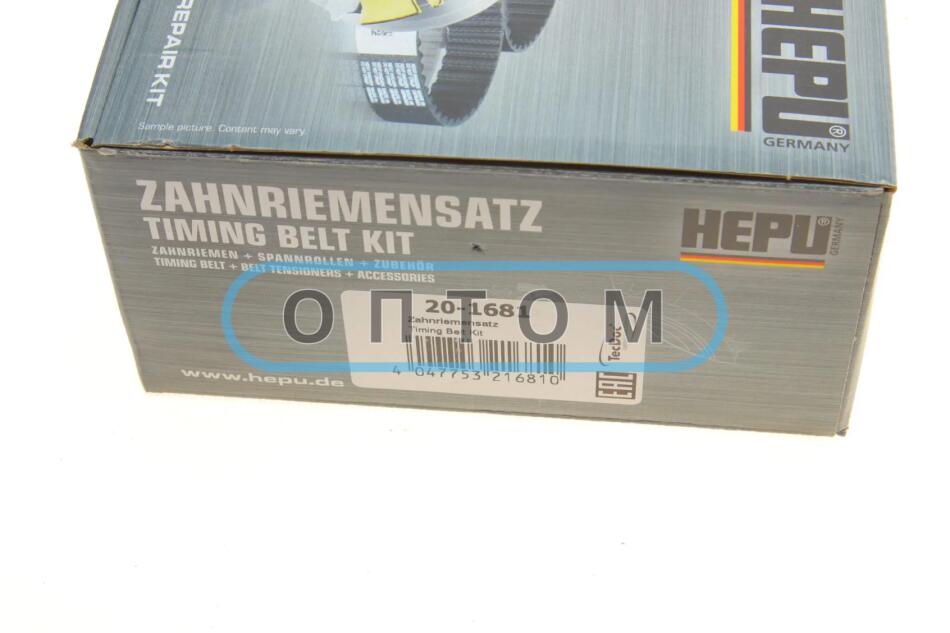 REPAIR KIT
Sample picture. Content may vary.
HEPU®
GERMANY
ZAHNRIEMENSATZ
TIMING BELT KIT
ZAHNRIEMEN + SPANNROLLEN + ZUBEHÖR
TIMING BELT + BELT TENSIONERS + ACCESSORIES
HEPU®
GERMANY
ОПТОМ
20-1681
Zahnriemensatz
Timing Belt Kit
4 047753 216810
TecDoc
EAC
www.hepu.de